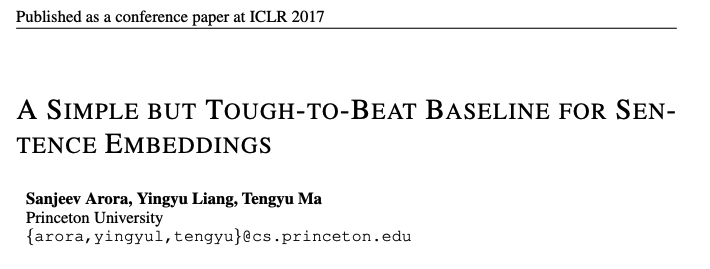 Published as a conference paper at ICLR 2017
A SIMPLE BUT TOUGH-TO-BEAT BASELINE FOR SEN-
TENCE EMBEDDINGS
Sanjeev Arora, Yingyu Liang, Tengyu Ma
Princeton University
{arora,yingyul,tengyu}@cs.princeton.edu